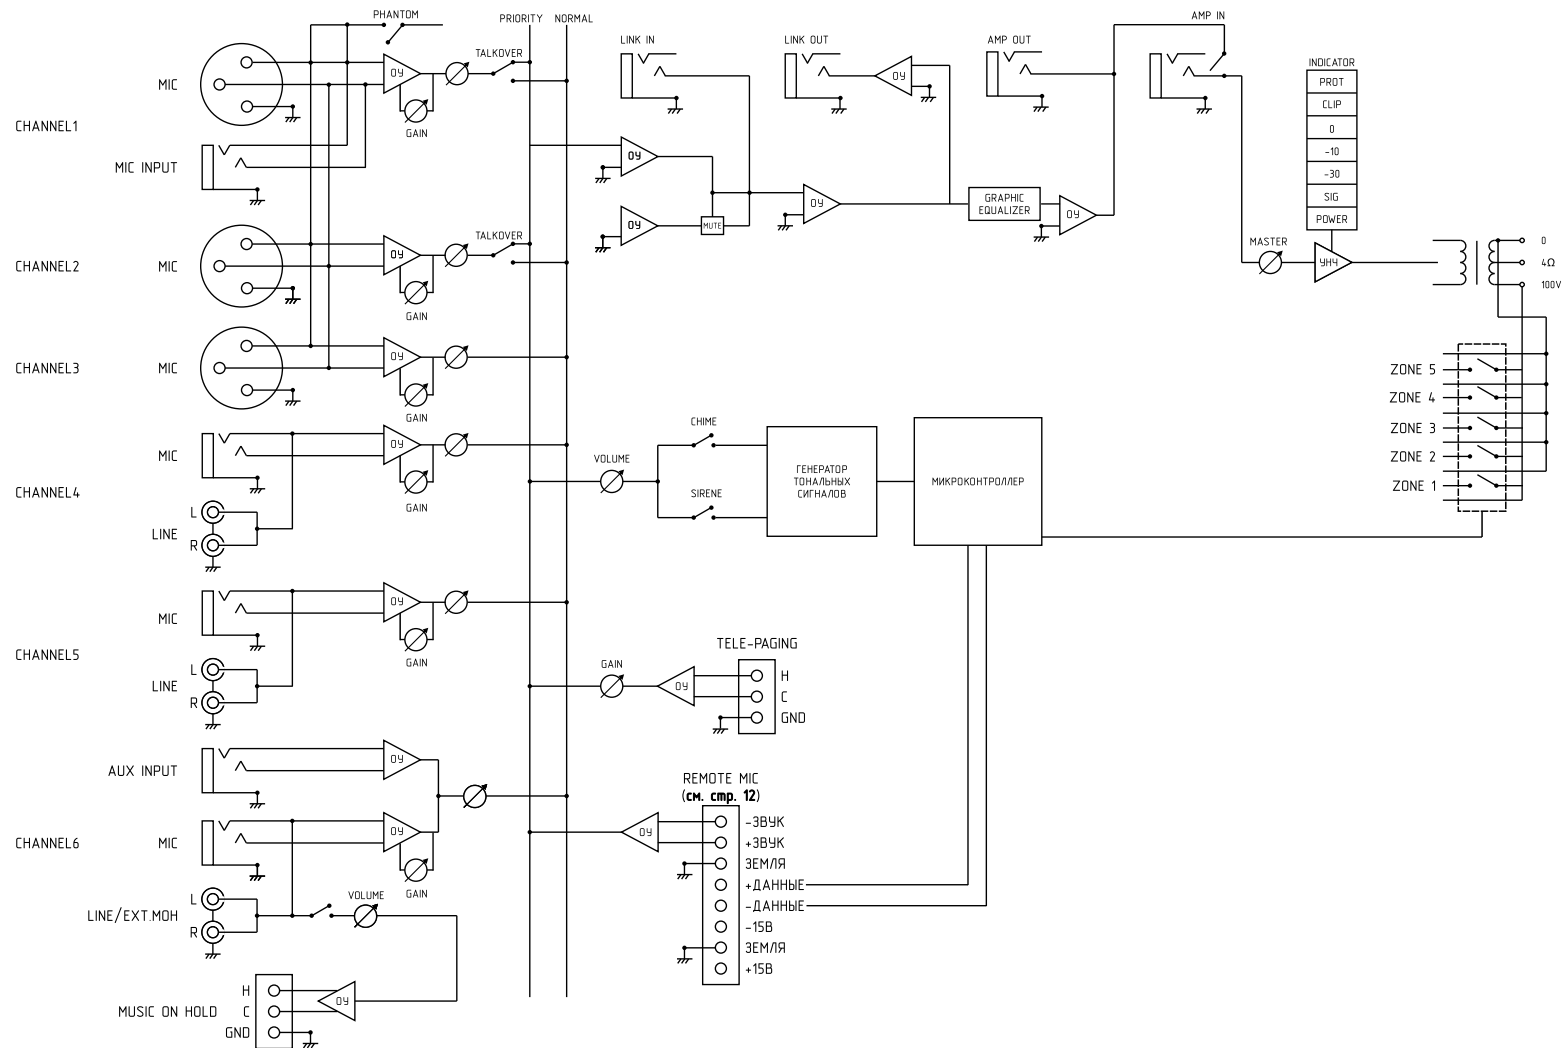 PHANTOM
PRIORITY
NORMAL
TALKOVER
MIC
ОУ
GAIN
CHANNEL1
MIC INPUT
LINK IN
LINK OUT
ОУ
AMP OUT
AMP IN
INDICATOR
PROT
CLIP
0
-10
-30
SIG
POWER
ОУ
ОУ
MUTE
ОУ
GRAPHIC
EQUALIZER
ОУ
MASTER
УНЧ
0
4Ω
100V
CHANNEL2
MIC
ОУ
GAIN
TALKOVER
CHANNEL3
MIC
ОУ
GAIN
ZONE 5
ZONE 4
ZONE 3
ZONE 2
ZONE 1
CHANNEL4
MIC
ОУ
GAIN
L
LINE
R
VOLUME
CHIME
SIRENE
ГЕНЕРАТОР
ТОНАЛЬНЫХ
СИГНАЛОВ
МИКРОКОНТРОЛЛЕР
CHANNEL5
MIC
ОУ
GAIN
L
LINE
R
GAIN
ОУ
TELE-PAGING
H
C
GND
AUX INPUT
ОУ
CHANNEL6
MIC
ОУ
GAIN
L
LINE/EXT.MOH
R
VOLUME
REMOTE MIC
(см. стр. 12)
ОУ
-ЗВУК
+ЗВУК
ЗЕМЛЯ
+ДАННЫЕ
-ДАННЫЕ
-15В
ЗЕМЛЯ
+15В
MUSIC ON HOLD
H
C
GND
ОУ